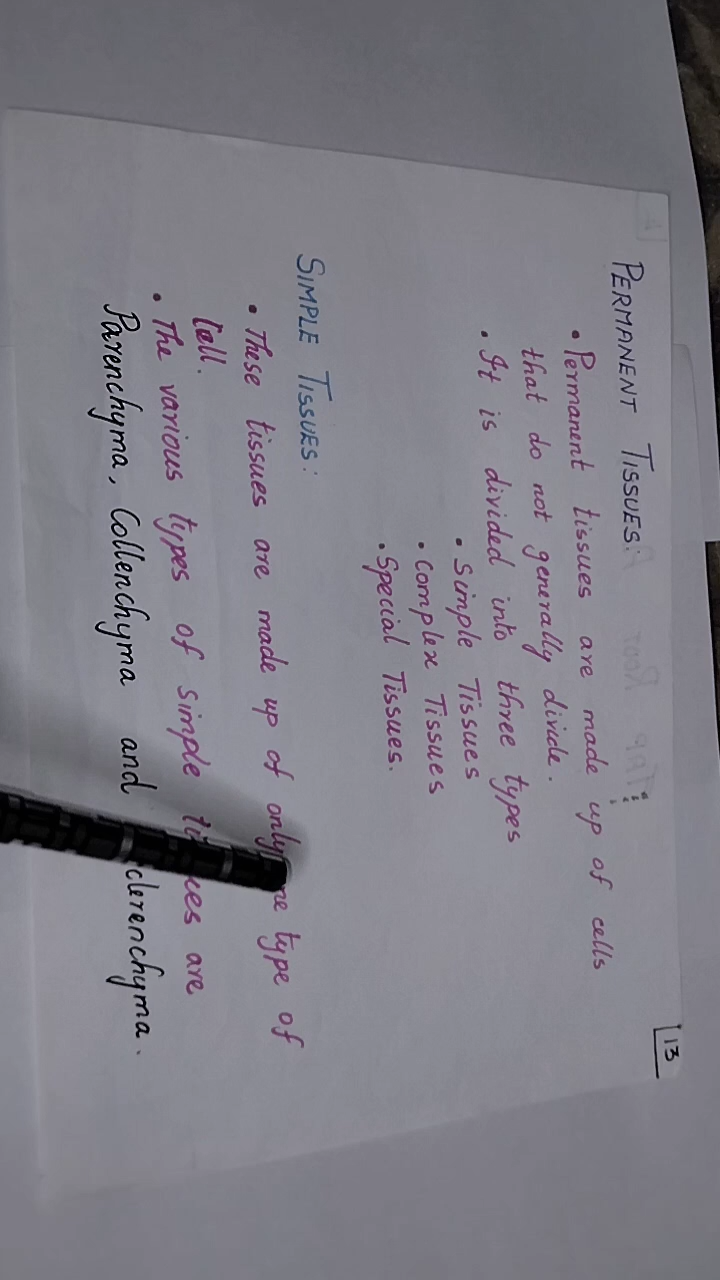 13
PERMANENT TISSUES:
• Permanent tissues are made up of cells
that do not generally divide.
• It is divided into three types
• Simple Tissues
• Complex Tissues
• Special Tissues.
SIMPLE TISSUES:
• These tissues are made up of only type of
Cell.
• The various types of simple are
Parenchyma, Collenchyma and